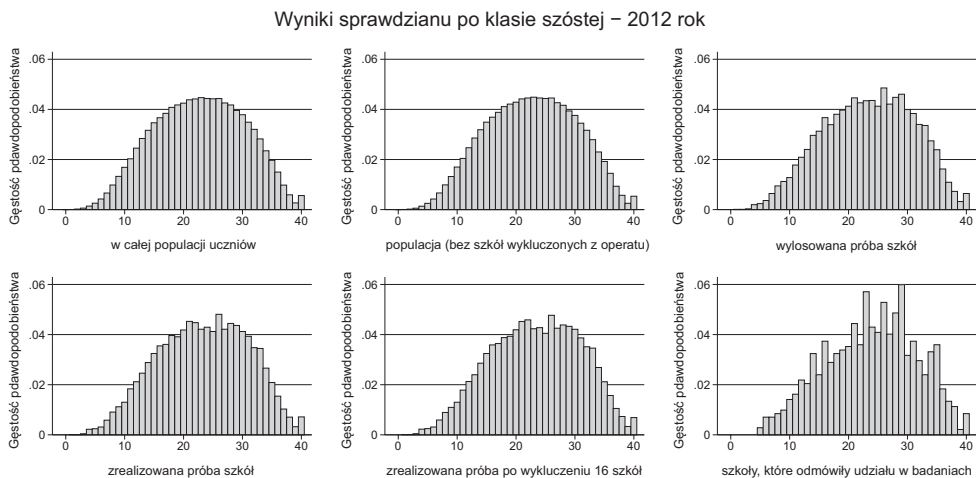 Wyniki sprawdzianu po klasie szóstej – 2012 rok
Gęstość pdawdopodobieństwa
.06
.04
.02
0
0 10 20 30 40
w całej populacji uczniów
Gęstość pdawdopodobieństwa
.06
.04
.02
0
0 10 20 30 40
populacja (bez szkół wykluczonych z operatu)
Gęstość pdawdopodobieństwa
.06
.04
.02
0
0 10 20 30 40
wylosowana próba szkół
Gęstość pdawdopodobieństwa
.06
.04
.02
0
0 10 20 30 40
zrealizowana próba szkół
Gęstość pdawdopodobieństwa
.06
.04
.02
0
0 10 20 30 40
zrealizowana próba po wykluczeniu 16 szkół
Gęstość pdawdopodobieństwa
.06
.04
.02
0
0 10 20 30 40
szkoły, które odmówiły udziału w badaniach